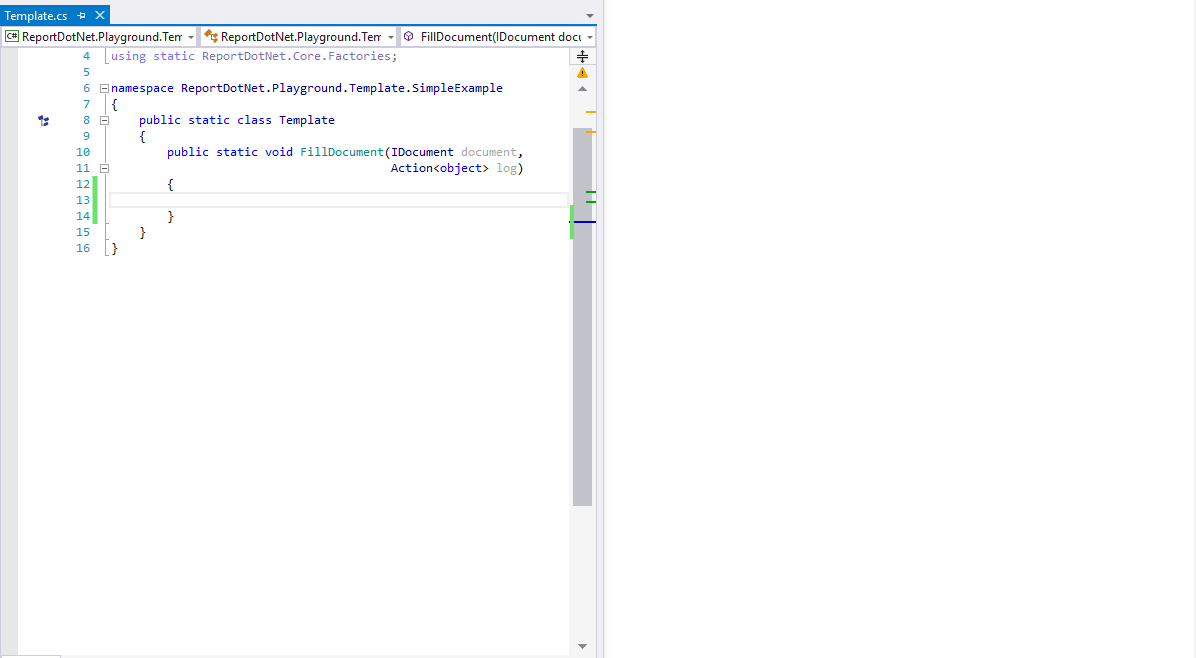 Template.cs
C# ReportDotNet.Playground.Tem ReportDotNet.Playground.Tem FillDocument(IDocument docu
4 using static ReportDotNet.Core.Factories;
5
6 namespace ReportDotNet.Playground.Template.SimpleExample
7 {
8 public static class Template
9 {
10 public static void FillDocument(IDocument document,
11 Action<object> log)
12 {
13
14 }
15 }
16 }